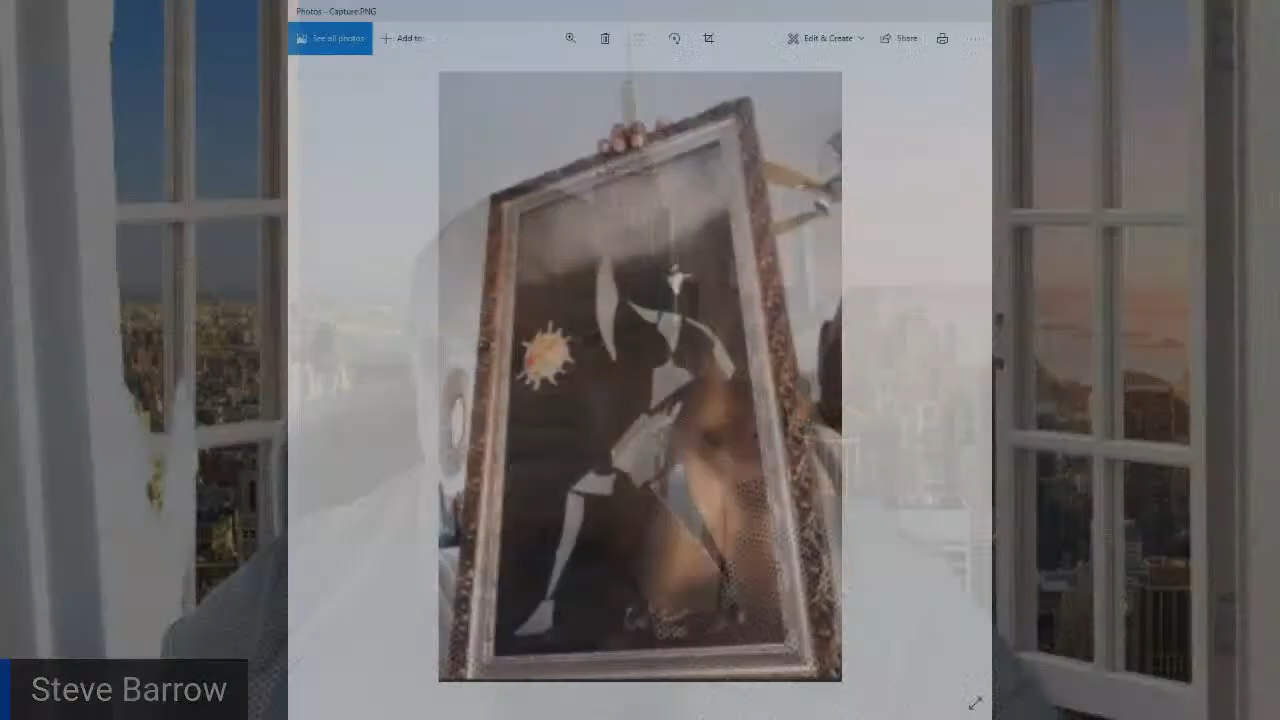 Photos - Capture.PNG
See all photos
Add to
Edit & Create
Share
Steve Barrow